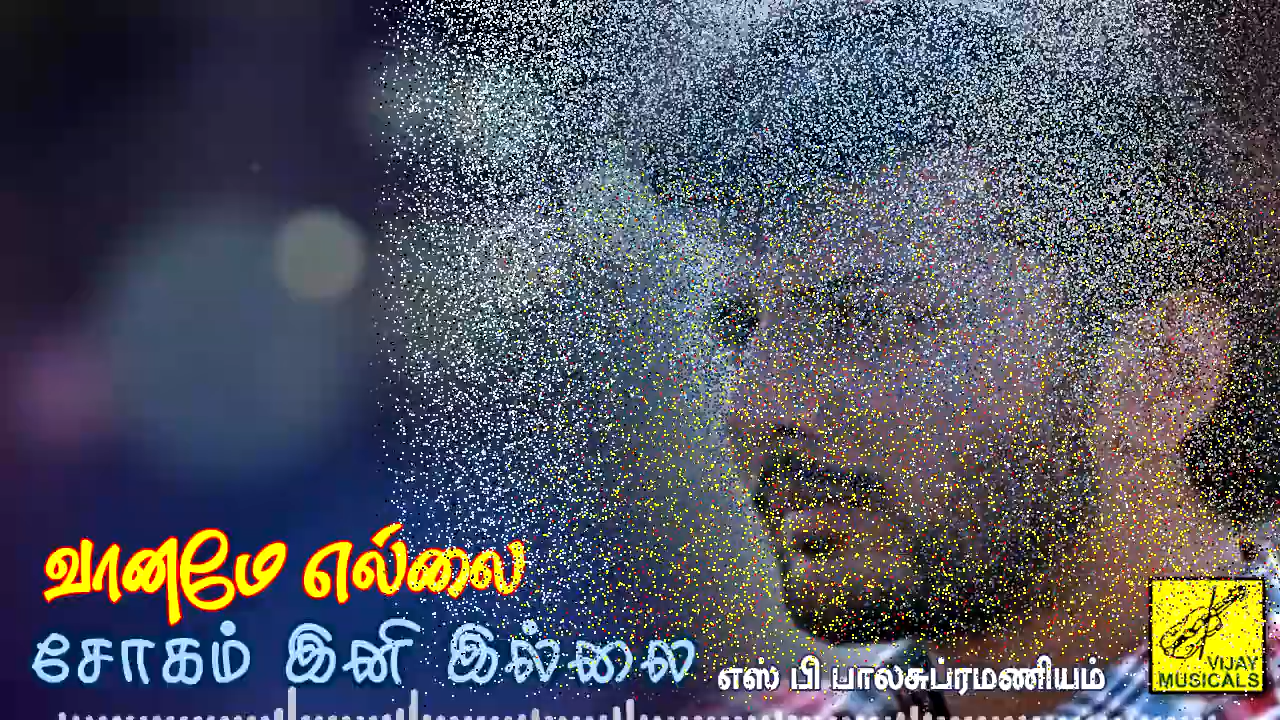 வானமே எல்லை
சோகம் இனி இல்லை
எஸ் பி பாலசுப்ரமணியம்
VIJAY
MUSICALS